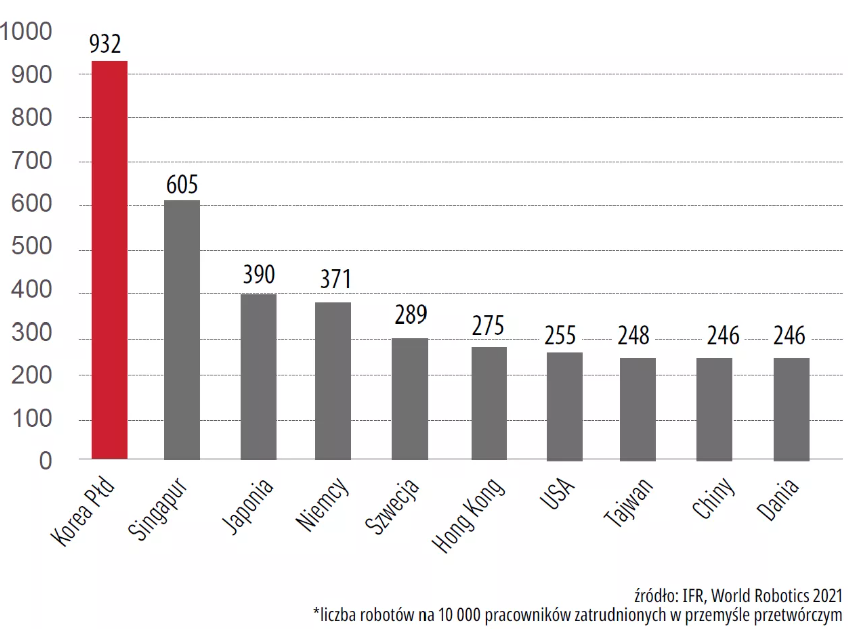 1000
900
800
700
600
500
400
300
200
100
0
932
605
390
371
289
275
255
248
246
246
Korea Płd
Singapur
Japonia
Niemcy
Szwecja
Hong Kong
USA
Tajwan
Chiny
Dania
źródło: IFR, World Robotics 2021
*liczba robotów na 10 000 pracowników zatrudnionych w przemyśle przetwórczym